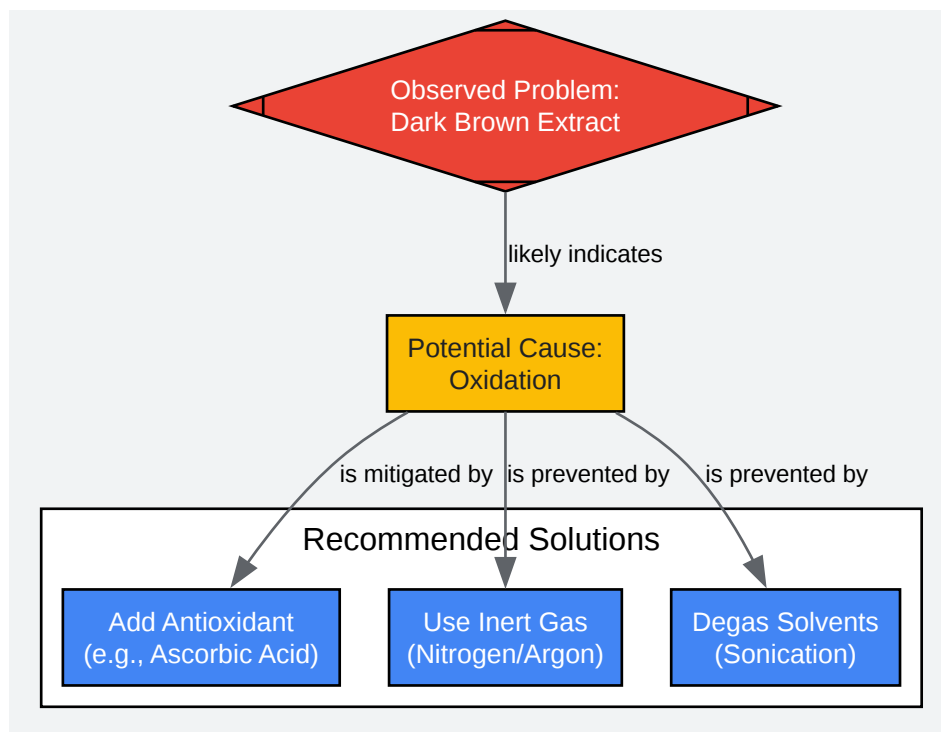 Observed Problem:
Dark Brown Extract
likely indicates
Potential Cause:
Oxidation
is mitigated by
is prevented by
is prevented by
Recommended Solutions
Add Antioxidant
(e.g., Ascorbic Acid)
Use Inert Gas
(Nitrogen/Argon)
Degas Solvents
(Sonication)